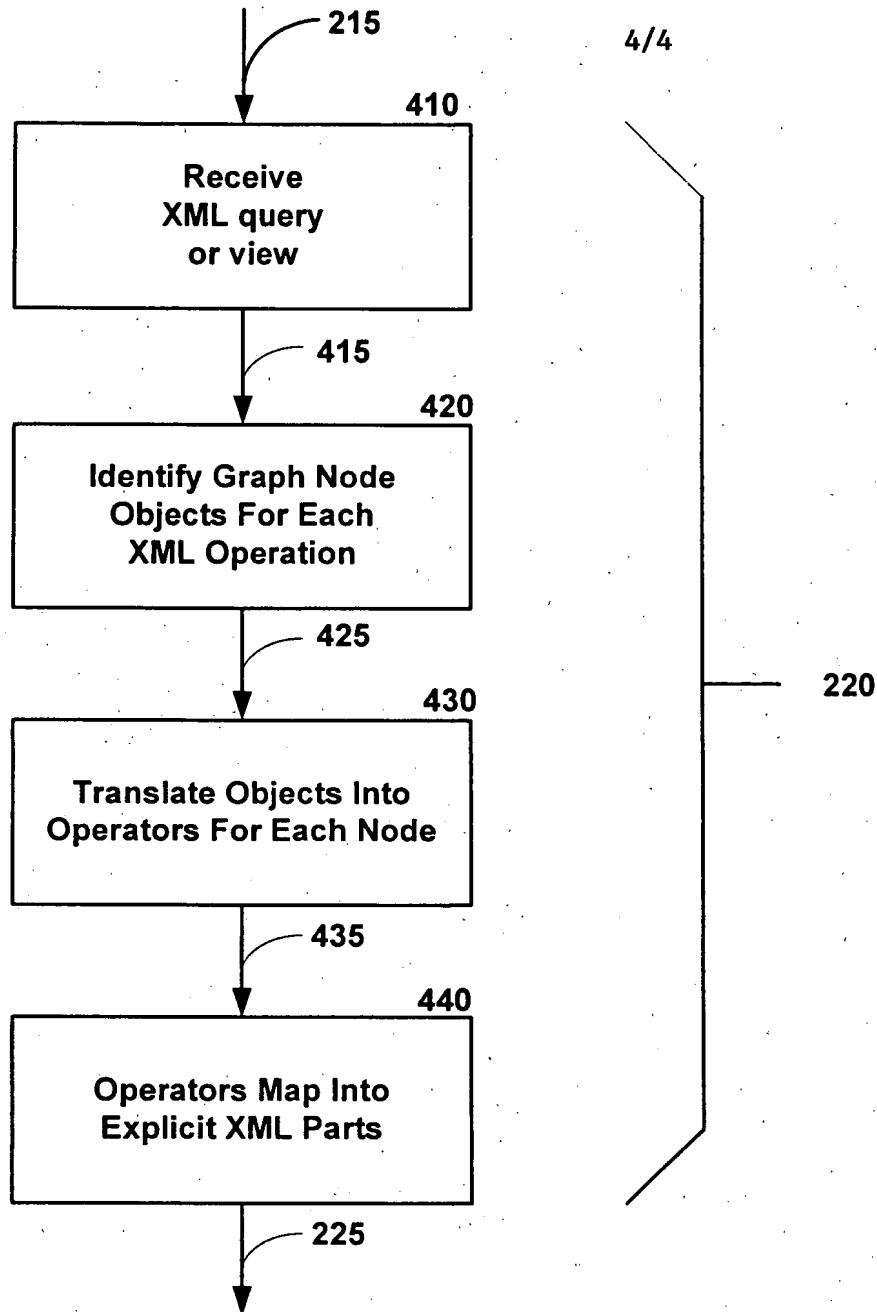 215
4/4
410
Receive
XML query
or view
415
420
Identify Graph Node
Objects For Each
XML Operation
425
430
220
Translate Objects Into
Operators For Each Node
435
440
Operators Map Into
Explicit XML Parts
225